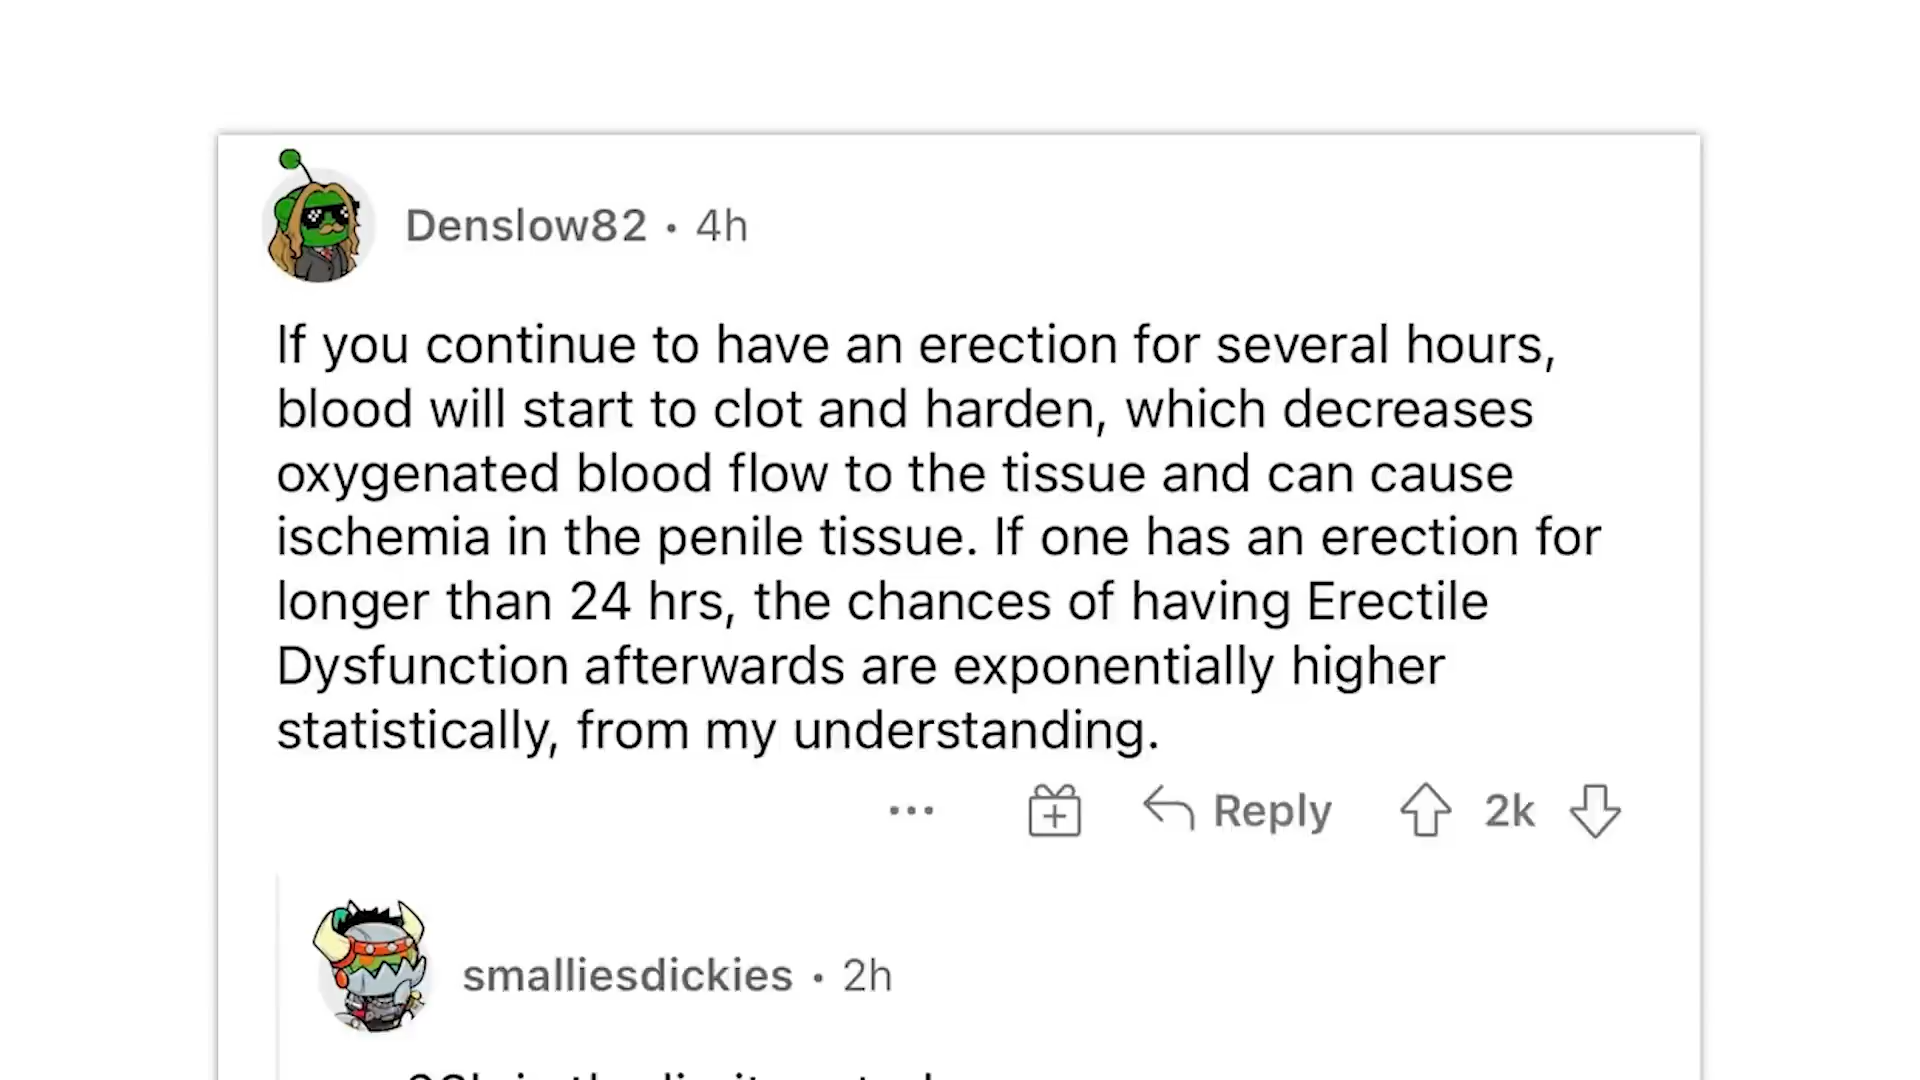 Denslow82 • 4h
If you continue to have an erection for several hours,
blood will start to clot and harden, which decreases
oxygenated blood flow to the tissue and can cause
ischemia in the penile tissue. If one has an erection for
longer than 24 hrs, the chances of having Erectile
Dysfunction afterwards are exponentially higher
statistically, from my understanding.
... Reply 2k
smalliesdickies • 2h